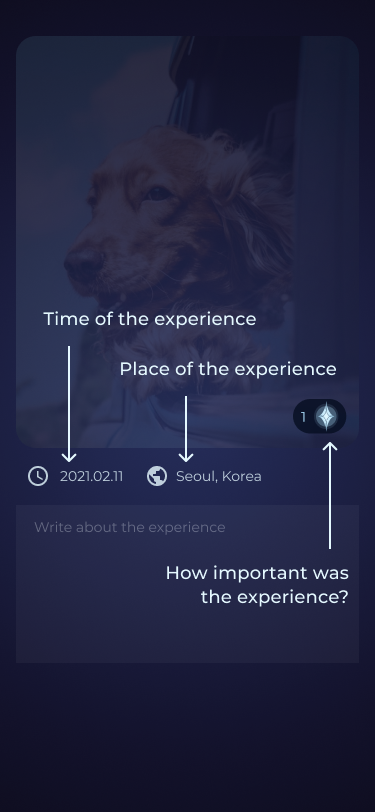 Time of the experience
Place of the experience
1
2021.02.11
Seoul, Korea
Write about the experience
How important was
the experience?